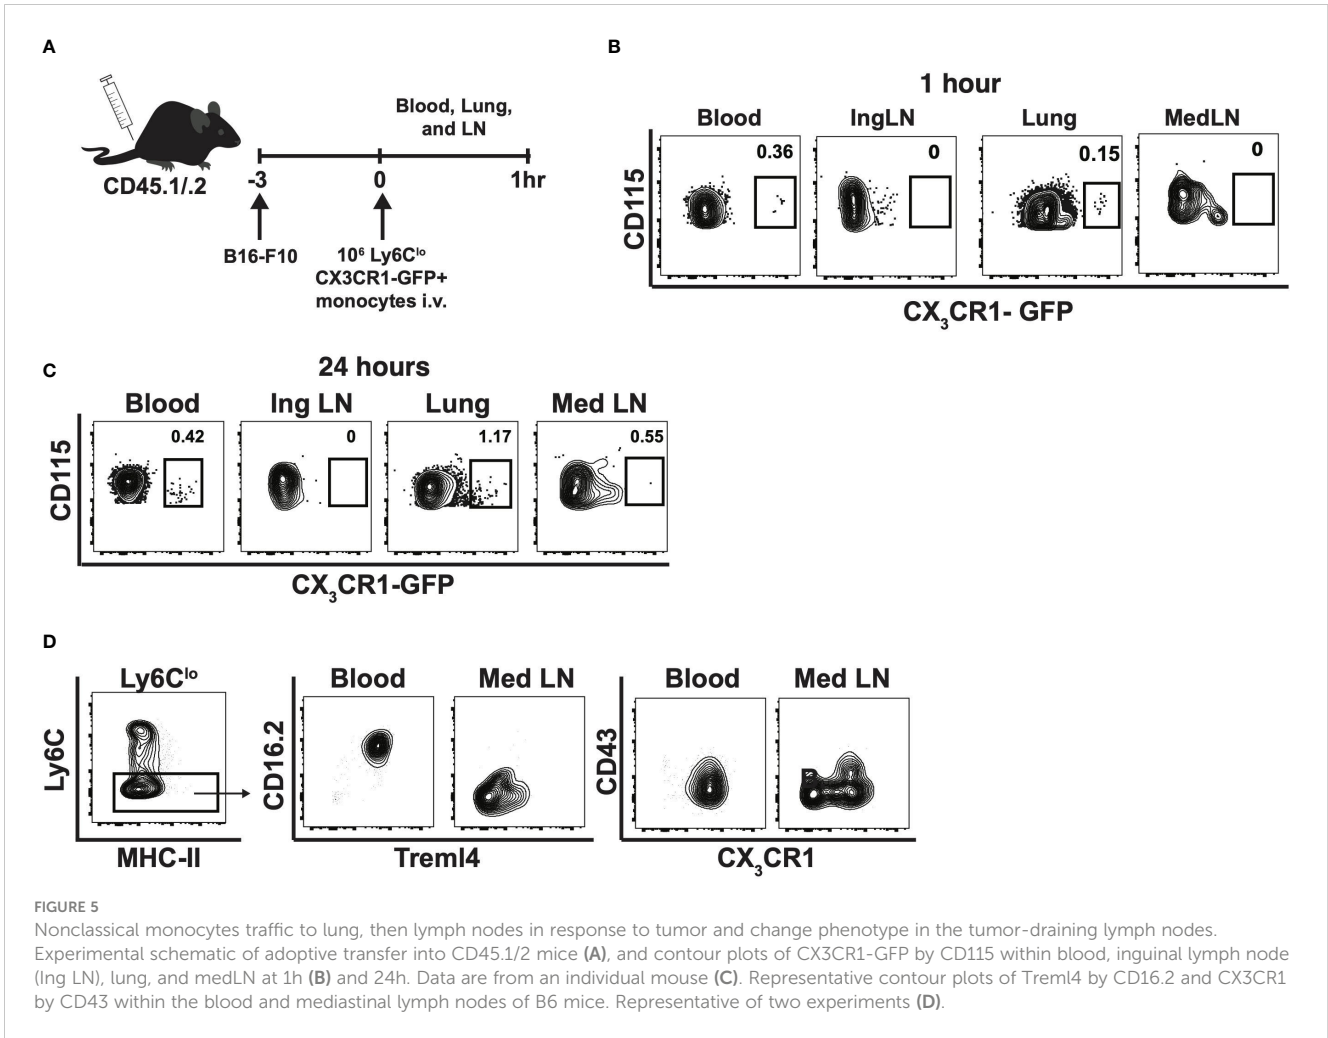 A
Blood, Lung,
and LN
CD45.1/.2
-3
0
1hr
B16-F10
10⁶ Ly6Cˡᵒ
CX3CR1-GFP+
monocytes i.v.
B
1 hour
Blood
IngLN
Lung
MedLN
0.36
0
0.15
0
CD115
CX₃CR1- GFP
C
24 hours
Blood
Ing LN
Lung
Med LN
0.42
0
1.17
0.55
CD115
CX₃CR1-GFP
D
Ly6Cˡᵒ
Ly6C
MHC-II
Blood
Med LN
CD16.2
Treml4
Blood
Med LN
CD43
CX₃CR1
FIGURE 5
Nonclassical monocytes traffic to lung, then lymph nodes in response to tumor and change phenotype in the tumor-draining lymph nodes.
Experimental schematic of adoptive transfer into CD45.1/2 mice (A), and contour plots of CX3CR1-GFP by CD115 within blood, inguinal lymph node
(Ing LN), lung, and medLN at 1h (B) and 24h. Data are from an individual mouse (C). Representative contour plots of Treml4 by CD16.2 and CX3CR1
by CD43 within the blood and mediastinal lymph nodes of B6 mice. Representative of two experiments (D).